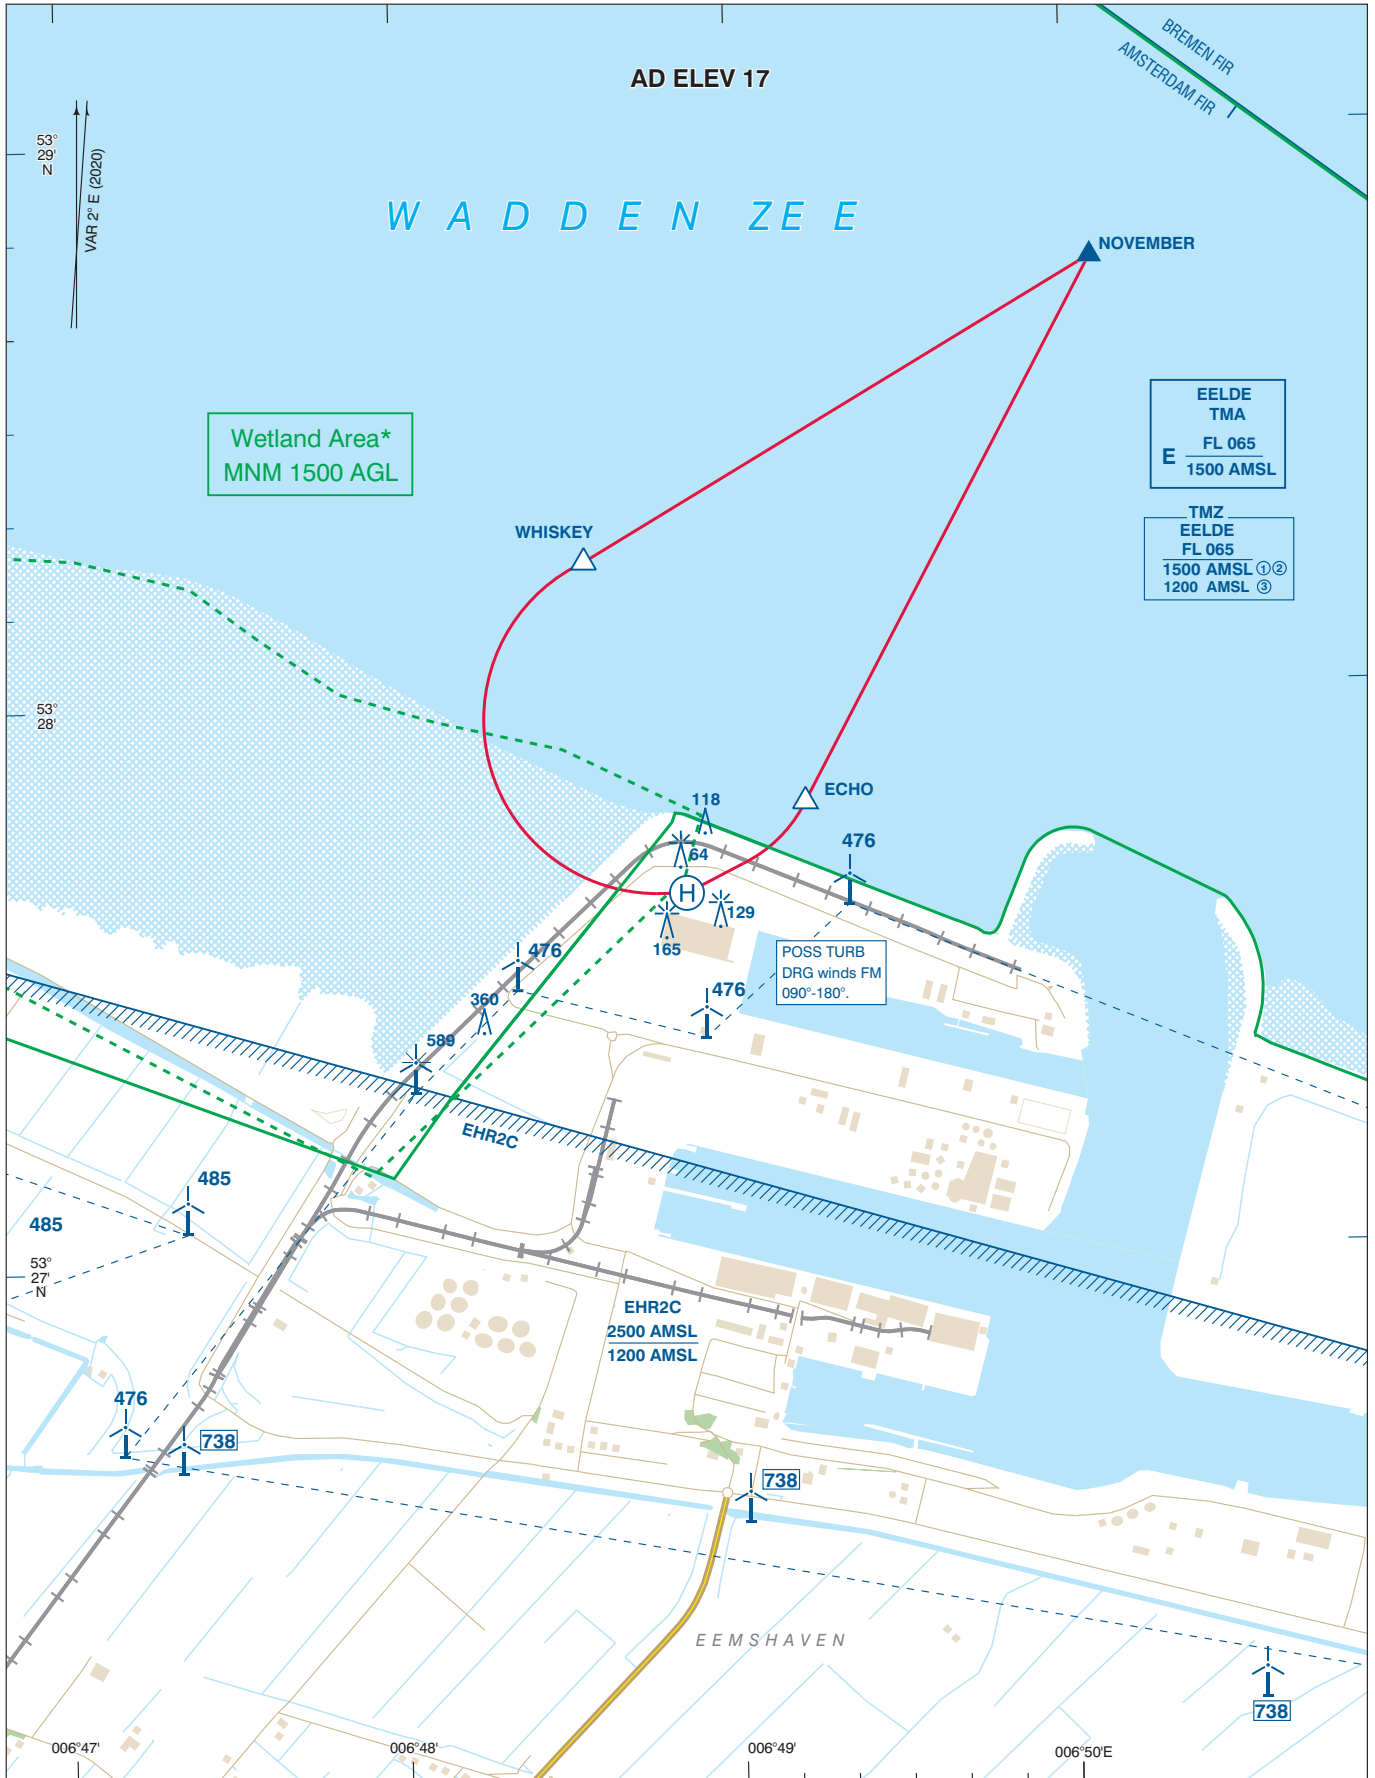 BREMEN FIR
AMSTERDAM FIR
AD ELEV 17
53°
29'
N
VAR 2° E (2020)
WADDEN ZEE
NOVEMBER
EELDE
TMA
E FL 065
1500 AMSL
Wetland Area*
MNM 1500 AGL
TMZ
EELDE
FL 065
1500 AMSL ①②
1200 AMSL ③
WHISKEY
53°
28'
ECHO
118
64
476
H
129
165
476
POSS TURB
DRG winds FM
090°-180°.
476
360
589
EHR2C
485
485
53°
27'
N
EHR2C
2500 AMSL
1200 AMSL
476
738
738
EEMSHAVEN
738
006°47'
006°48'
006°49'
006°50'E